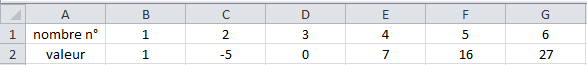 A B C D E F G
1 nombre n° 1 2 3 4 5 6
2 valeur 1 -5 0 7 16 27